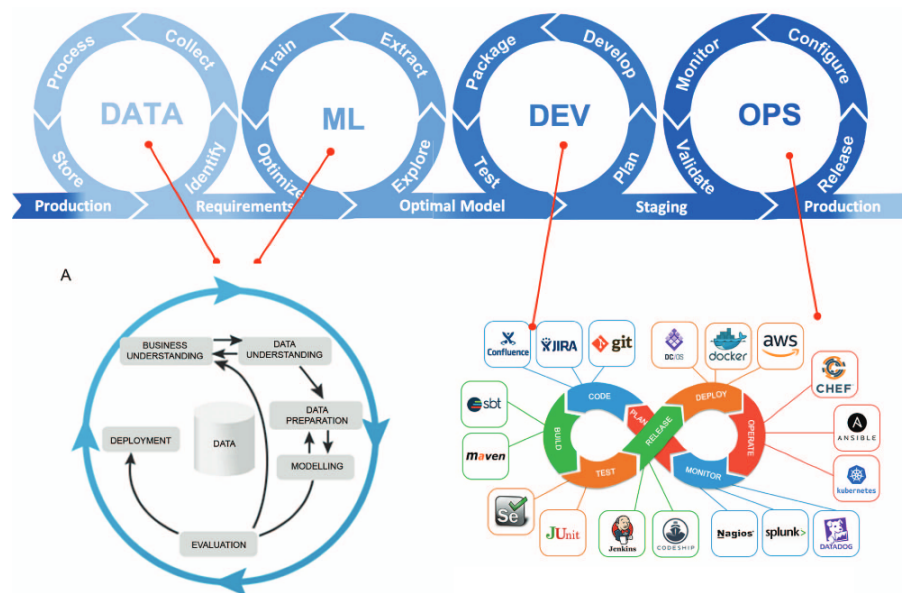 Process
Collect
Store
Identify
DATA
Train
Extract
Optimize
Explore
ML
Package
Develop
Test
Plan
DEV
Monitor
Configure
Validate
Release
OPS
Production
Requirements
Optimal Model
Staging
Production
A
BUSINESS
UNDERSTANDING
DATA
UNDERSTANDING
DATA
PREPARATION
MODELLING
DEPLOYMENT
DATA
EVALUATION
Confluence
JIRA
git
DC/OS
docker
aws
CHEF
ANSIBLE
kubernetes
sbt
maven
Se
JUnit
Jenkins
CODESHIP
Nagios
splunk>
DATADOG
CODE
PLAN
BUILD
TEST
RELEASE
DEPLOY
OPERATE
MONITOR